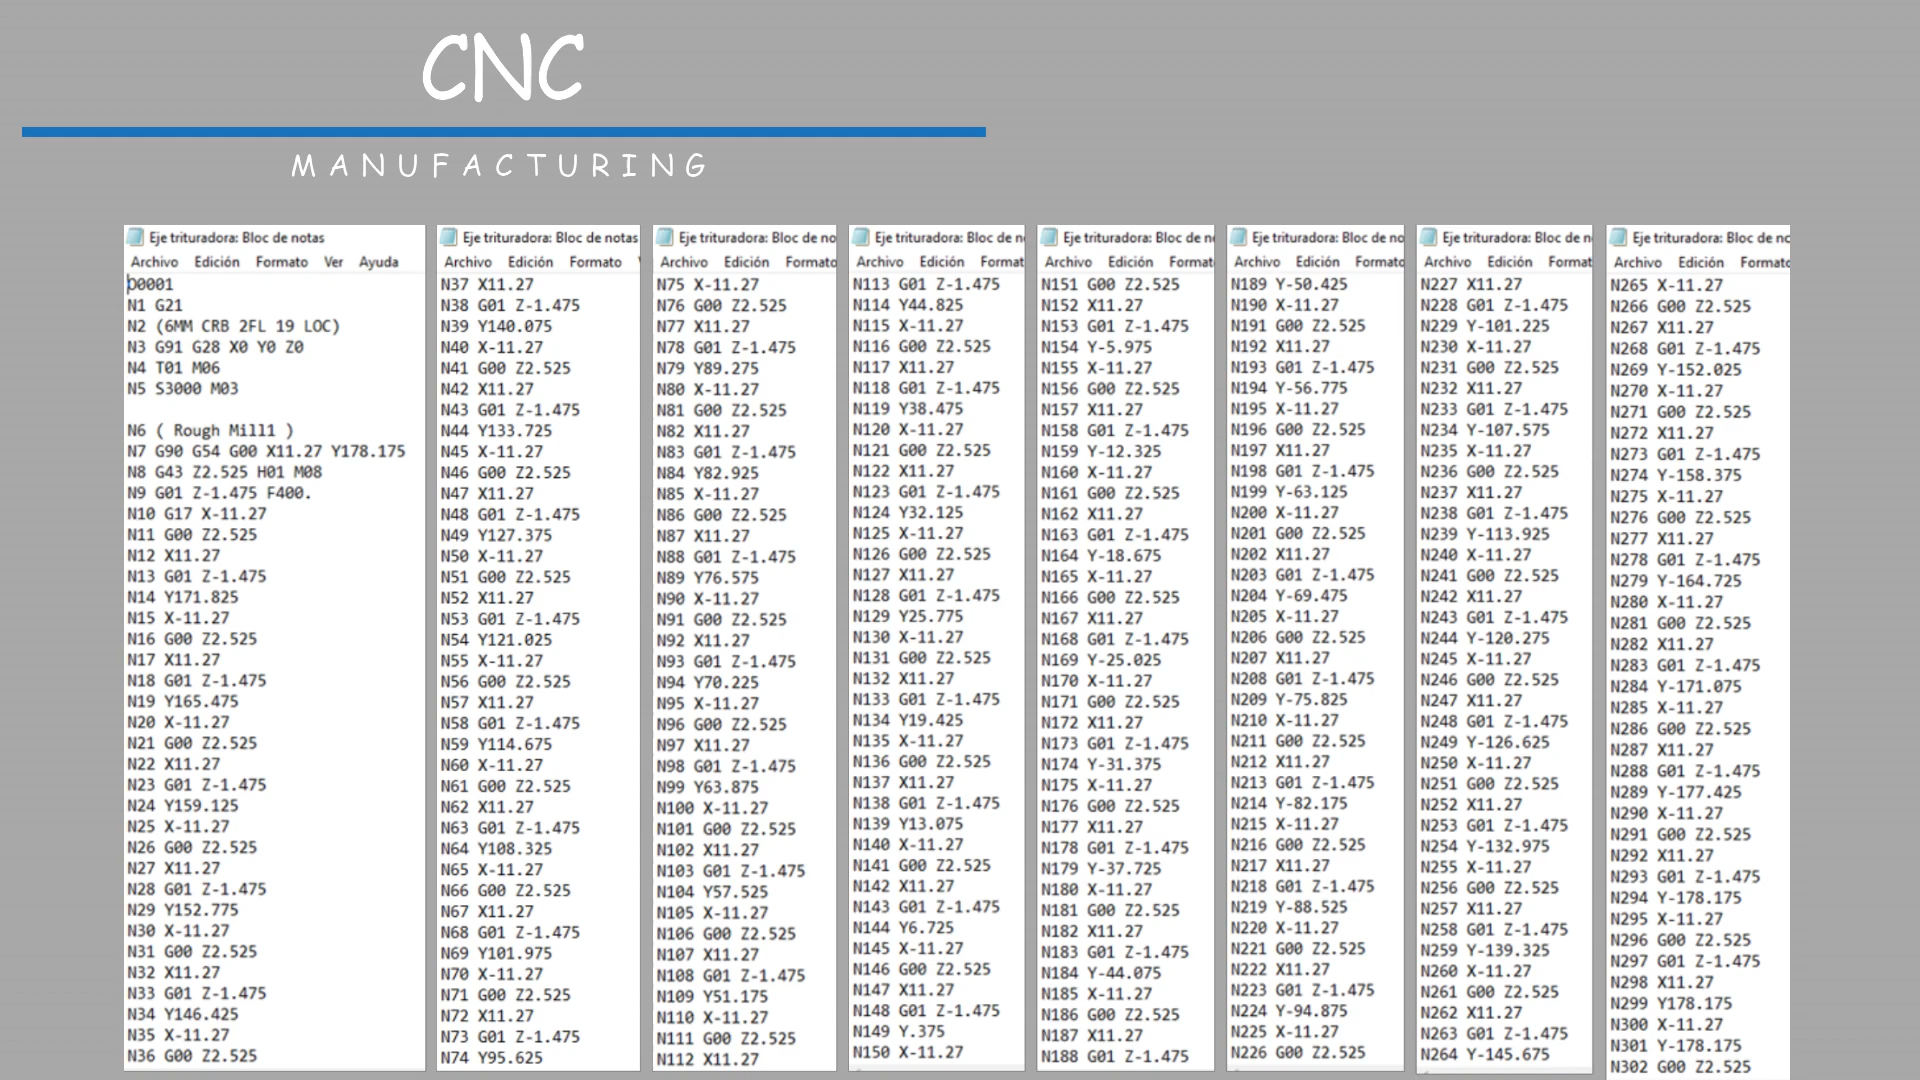 CNC
MANUFACTURING
Eje trituradora: Bloc de notas
Archivo Edición Formato Ver Ayuda
O0001
N1 G21
N2 (6MM CRB 2FL 19 LOC)
N3 G91 G28 X0 Y0 Z0
N4 T01 M06
N5 S3000 M03
N6 ( Rough Mill1 )
N7 G90 G54 G00 X11.27 Y178.175
N8 G43 Z2.525 H01 M08
N9 G01 Z-1.475 F400.
N10 G17 X-11.27
N11 G00 Z2.525
N12 X11.27
N13 G01 Z-1.475
N14 Y171.825
N15 X-11.27
N16 G00 Z2.525
N17 X11.27
N18 G01 Z-1.475
N19 Y165.475
N20 X-11.27
N21 G00 Z2.525
N22 X11.27
N23 G01 Z-1.475
N24 Y159.125
N25 X-11.27
N26 G00 Z2.525
N27 X11.27
N28 G01 Z-1.475
N29 Y152.775
N30 X-11.27
N31 G00 Z2.525
N32 X11.27
N33 G01 Z-1.475
N34 Y146.425
N35 X-11.27
N36 G00 Z2.525
Eje trituradora: Bloc de notas
Archivo Edición Formato
N37 X11.27
N38 G01 Z-1.475
N39 Y140.075
N40 X-11.27
N41 G00 Z2.525
N42 X11.27
N43 G01 Z-1.475
N44 Y133.725
N45 X-11.27
N46 G00 Z2.525
N47 X11.27
N48 G01 Z-1.475
N49 Y127.375
N50 X-11.27
N51 G00 Z2.525
N52 X11.27
N53 G01 Z-1.475
N54 Y121.025
N55 X-11.27
N56 G00 Z2.525
N57 X11.27
N58 G01 Z-1.475
N59 Y114.675
N60 X-11.27
N61 G00 Z2.525
N62 X11.27
N63 G01 Z-1.475
N64 Y108.325
N65 X-11.27
N66 G00 Z2.525
N67 X11.27
N68 G01 Z-1.475
N69 Y101.975
N70 X-11.27
N71 G00 Z2.525
N72 X11.27
N73 G01 Z-1.475
N74 Y95.625
Eje trituradora: Bloc de no
Archivo Edición Formato
N75 X-11.27
N76 G00 Z2.525
N77 X11.27
N78 G01 Z-1.475
N79 Y89.275
N80 X-11.27
N81 G00 Z2.525
N82 X11.27
N83 G01 Z-1.475
N84 Y82.925
N85 X-11.27
N86 G00 Z2.525
N87 X11.27
N88 G01 Z-1.475
N89 Y76.575
N90 X-11.27
N91 G00 Z2.525
N92 X11.27
N93 G01 Z-1.475
N94 Y70.225
N95 X-11.27
N96 G00 Z2.525
N97 X11.27
N98 G01 Z-1.475
N99 Y63.875
N100 X-11.27
N101 G00 Z2.525
N102 X11.27
N103 G01 Z-1.475
N104 Y57.525
N105 X-11.27
N106 G00 Z2.525
N107 X11.27
N108 G01 Z-1.475
N109 Y51.175
N110 X-11.27
N111 G00 Z2.525
N112 X11.27
Eje trituradora: Bloc de n
Archivo Edición Format
N113 G01 Z-1.475
N114 Y44.825
N115 X-11.27
N116 G00 Z2.525
N117 X11.27
N118 G01 Z-1.475
N119 Y38.475
N120 X-11.27
N121 G00 Z2.525
N122 X11.27
N123 G01 Z-1.475
N124 Y32.125
N125 X-11.27
N126 G00 Z2.525
N127 X11.27
N128 G01 Z-1.475
N129 Y25.775
N130 X-11.27
N131 G00 Z2.525
N132 X11.27
N133 G01 Z-1.475
N134 Y19.425
N135 X-11.27
N136 G00 Z2.525
N137 X11.27
N138 G01 Z-1.475
N139 Y13.075
N140 X-11.27
N141 G00 Z2.525
N142 X11.27
N143 G01 Z-1.475
N144 Y6.725
N145 X-11.27
N146 G00 Z2.525
N147 X11.27
N148 G01 Z-1.475
N149 Y.375
N150 X-11.27
Eje trituradora: Bloc de n
Archivo Edición Format
N151 G00 Z2.525
N152 X11.27
N153 G01 Z-1.475
N154 Y-5.975
N155 X-11.27
N156 G00 Z2.525
N157 X11.27
N158 G01 Z-1.475
N159 Y-12.325
N160 X-11.27
N161 G00 Z2.525
N162 X11.27
N163 G01 Z-1.475
N164 Y-18.675
N165 X-11.27
N166 G00 Z2.525
N167 X11.27
N168 G01 Z-1.475
N169 Y-25.025
N170 X-11.27
N171 G00 Z2.525
N172 X11.27
N173 G01 Z-1.475
N174 Y-31.375
N175 X-11.27
N176 G00 Z2.525
N177 X11.27
N178 G01 Z-1.475
N179 Y-37.725
N180 X-11.27
N181 G00 Z2.525
N182 X11.27
N183 G01 Z-1.475
N184 Y-44.075
N185 X-11.27
N186 G00 Z2.525
N187 X11.27
N188 G01 Z-1.475
Eje trituradora: Bloc de no
Archivo Edición Formato
N189 Y-50.425
N190 X-11.27
N191 G00 Z2.525
N192 X11.27
N193 G01 Z-1.475
N194 Y-56.775
N195 X-11.27
N196 G00 Z2.525
N197 X11.27
N198 G01 Z-1.475
N199 Y-63.125
N200 X-11.27
N201 G00 Z2.525
N202 X11.27
N203 G01 Z-1.475
N204 Y-69.475
N205 X-11.27
N206 G00 Z2.525
N207 X11.27
N208 G01 Z-1.475
N209 Y-75.825
N210 X-11.27
N211 G00 Z2.525
N212 X11.27
N213 G01 Z-1.475
N214 Y-82.175
N215 X-11.27
N216 G00 Z2.525
N217 X11.27
N218 G01 Z-1.475
N219 Y-88.525
N220 X-11.27
N221 G00 Z2.525
N222 X11.27
N223 G01 Z-1.475
N224 Y-94.875
N225 X-11.27
N226 G00 Z2.525
Eje trituradora: Bloc de n
Archivo Edición Format
N227 X11.27
N228 G01 Z-1.475
N229 Y-101.225
N230 X-11.27
N231 G00 Z2.525
N232 X11.27
N233 G01 Z-1.475
N234 Y-107.575
N235 X-11.27
N236 G00 Z2.525
N237 X11.27
N238 G01 Z-1.475
N239 Y-113.925
N240 X-11.27
N241 G00 Z2.525
N242 X11.27
N243 G01 Z-1.475
N244 Y-120.275
N245 X-11.27
N246 G00 Z2.525
N247 X11.27
N248 G01 Z-1.475
N249 Y-126.625
N250 X-11.27
N251 G00 Z2.525
N252 X11.27
N253 G01 Z-1.475
N254 Y-132.975
N255 X-11.27
N256 G00 Z2.525
N257 X11.27
N258 G01 Z-1.475
N259 Y-139.325
N260 X-11.27
N261 G00 Z2.525
N262 X11.27
N263 G01 Z-1.475
N264 Y-145.675
Eje trituradora: Bloc de no
Archivo Edición Formato
N265 X-11.27
N266 G00 Z2.525
N267 X11.27
N268 G01 Z-1.475
N269 Y-152.025
N270 X-11.27
N271 G00 Z2.525
N272 X11.27
N273 G01 Z-1.475
N274 Y-158.375
N275 X-11.27
N276 G00 Z2.525
N277 X11.27
N278 G01 Z-1.475
N279 Y-164.725
N280 X-11.27
N281 G00 Z2.525
N282 X11.27
N283 G01 Z-1.475
N284 Y-171.075
N285 X-11.27
N286 G00 Z2.525
N287 X11.27
N288 G01 Z-1.475
N289 Y-177.425
N290 X-11.27
N291 G00 Z2.525
N292 X11.27
N293 G01 Z-1.475
N294 Y-178.175
N295 X-11.27
N296 G00 Z2.525
N297 G01 Z-1.475
N298 X11.27
N299 Y178.175
N300 X-11.27
N301 Y-178.175
N302 G00 Z2.525